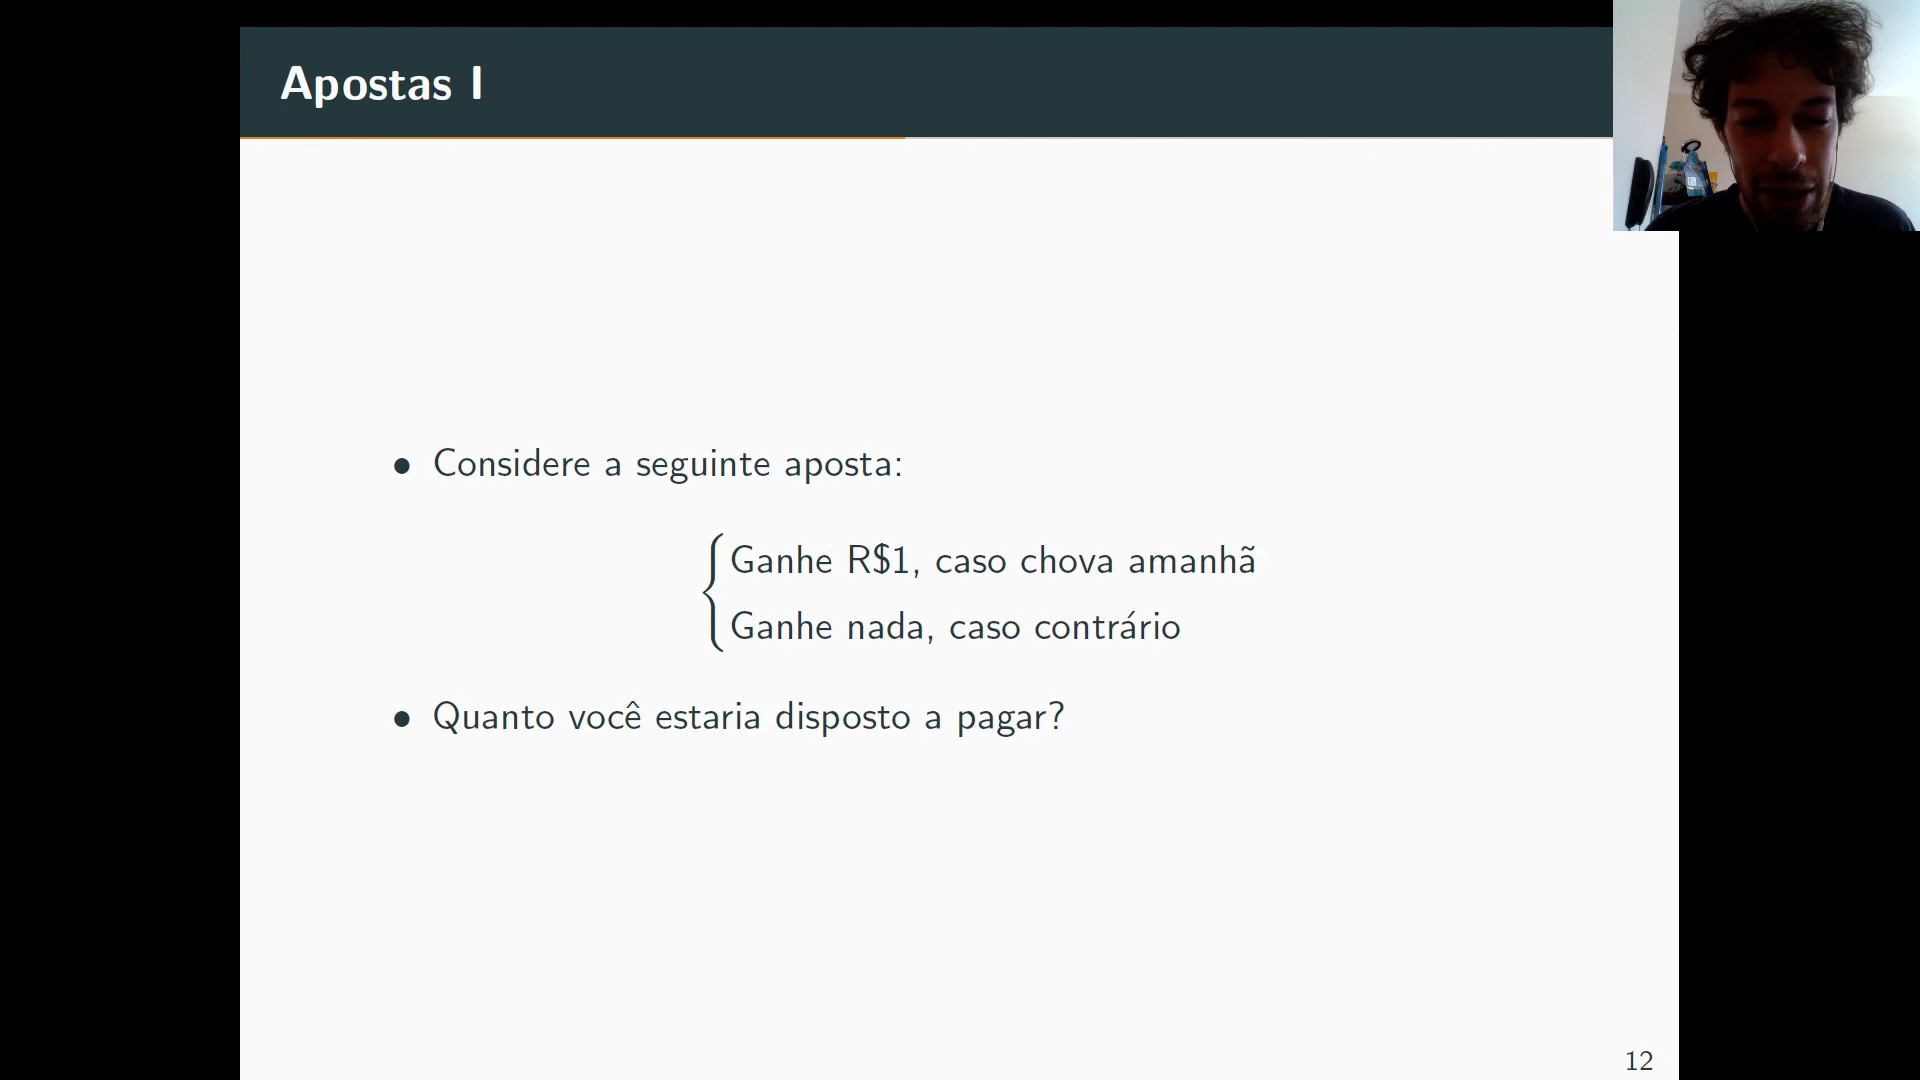 Apostas I
• Considere a seguinte aposta:
Ganhe R$1, caso chova amanhã
Ganhe nada, caso contrário
• Quanto você estaria disposto a pagar?
12